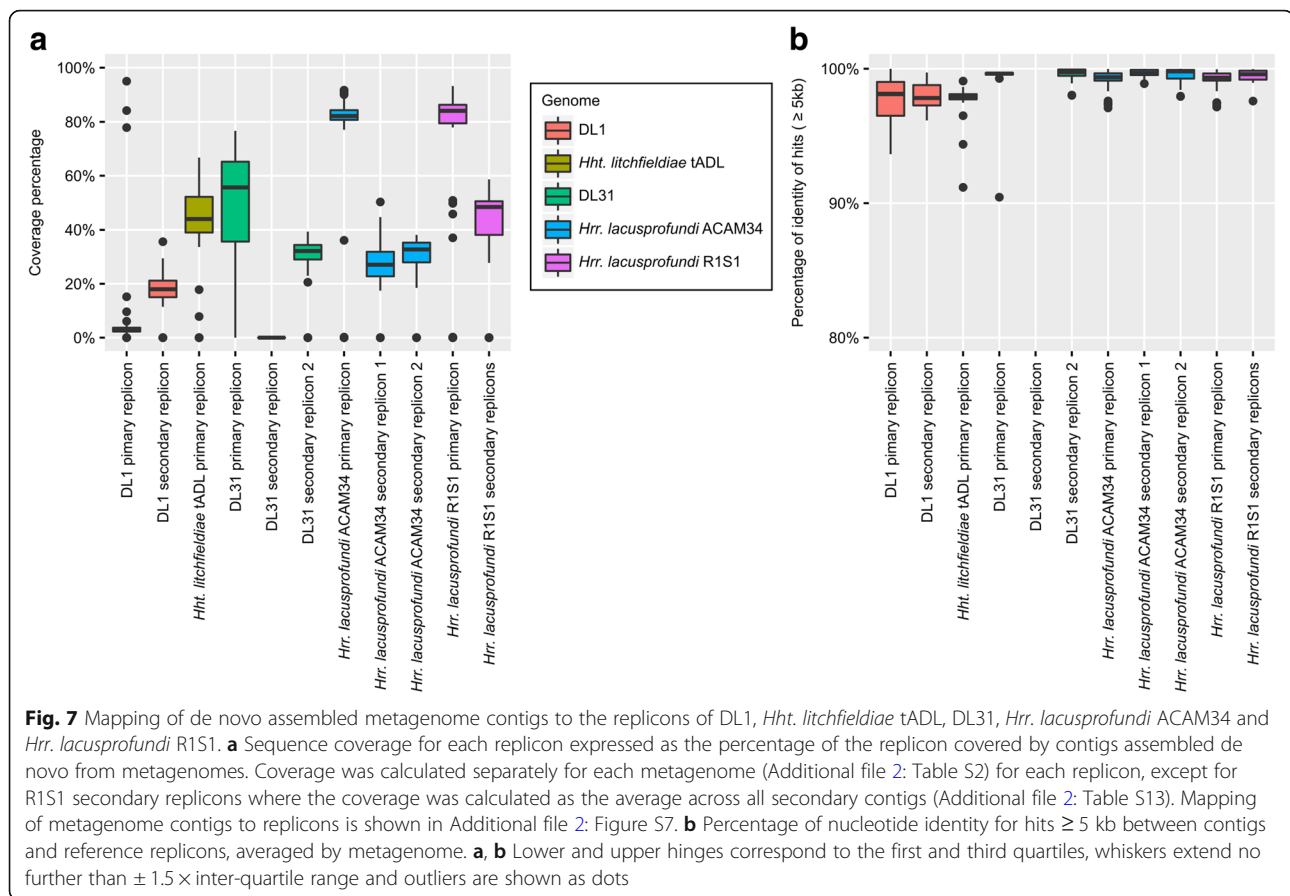 a
100%
80%
60%
40%
20%
0%
Coverage percentage
DL1 pimary replicon
DL1 secondary replicon
Hht. litchfieldiae tADL primary replicon
DL31 primary replicon
DL31 secondary replicon
DL31 secondary replicon 2
Hrr. lacusprofundi ACAM34 primary replicon
Hrr. lacusprofundi ACAM34 secondary replicon 1
Hrr. lacusprofundi ACAM34 secondary replicon 2
Hrr. lacusprofundi R1S1 primary replicon
Hrr. lacusprofundi R1S1 secondary replicons
Genome
DL1
Hht. litchfieldiae tADL
DL31
Hrr. lacusprofundi ACAM34
Hrr. lacusprofundi R1S1
b
100%
90%
80%
Percentage of identity of hits ( ≥ 5kb)
DL1 pimary replicon
DL1 secondary replicon
Hht. litchfieldiae tADL primary replicon
DL31 primary replicon
DL31 secondary replicon
DL31 secondary replicon 2
Hrr. lacusprofundi ACAM34 primary replicon
Hrr. lacusprofundi ACAM34 secondary replicon 1
Hrr. lacusprofundi ACAM34 secondary replicon 2
Hrr. lacusprofundi R1S1 primary replicon
Hrr. lacusprofundi R1S1 secondary replicons
Fig. 7 Mapping of de novo assembled metagenome contigs to the replicons of DL1, Hht. litchfieldiae tADL, DL31, Hrr. lacusprofundi ACAM34 and
Hrr. lacusprofundi R1S1. a Sequence coverage for each replicon expressed as the percentage of the replicon covered by contigs assembled de
novo from metagenomes. Coverage was calculated separately for each metagenome (Additional file 2: Table S2) for each replicon, except for
R1S1 secondary replicons where the coverage was calculated as the average across all secondary contigs (Additional file 2: Table S13). Mapping
of metagenome contigs to replicons is shown in Additional file 2: Figure S7. b Percentage of nucleotide identity for hits ≥ 5 kb between contigs
and reference replicons, averaged by metagenome. a, b Lower and upper hinges correspond to the first and third quartiles, whiskers extend no
further than ± 1.5 × inter-quartile range and outliers are shown as dots